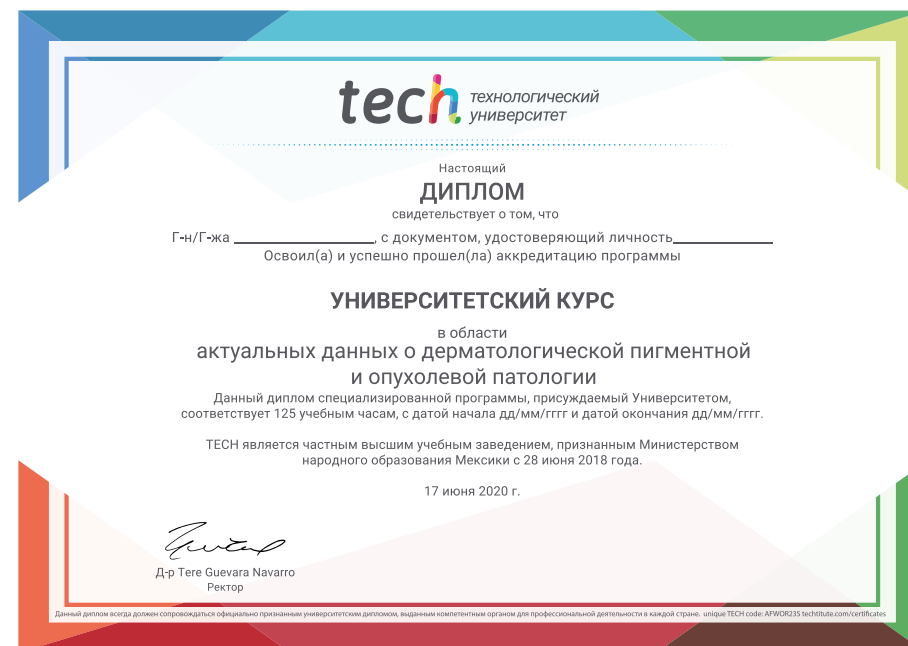 tech технологический
университет
Настоящий
ДИПЛОМ
свидетельствует о том, что
Г-н/Г-жа ____________________, с документом, удостоверяющий личность______________
Освоил(а) и успешно прошел(ла) аккредитацию программы
УНИВЕРСИТЕТСКИЙ КУРС
в области
актуальных данных о дерматологической пигментной
и опухолевой патологии
Данный диплом специализированной программы, присуждаемый Университетом,
соответствует 125 учебным часам, с датой начала дд/мм/гггг и датой окончания дд/мм/гггг.
TECH является частным высшим учебным заведением, признанным Министерством
народного образования Мексики с 28 июня 2018 года.
17 июня 2020 г.
Д-р Tere Guevara Navarro
Ректор
Данный диплом всегда должен сопровождаться официально признанным университетским дипломом, выданным компетентным органом для профессиональной деятельности в каждой стране. unique TECH code: AFWOR23S techtitute.com/certificates